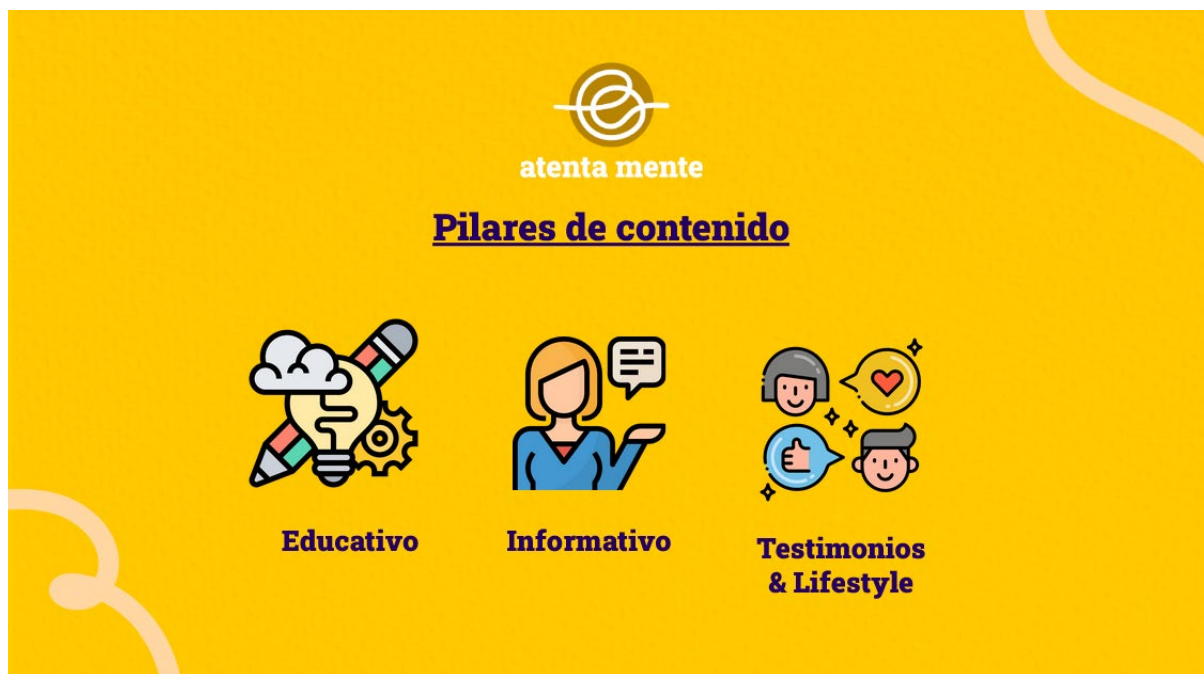 atenta mente
Pilares de contenido
Educativo
Informativo
Testimonios
& Lifestyle